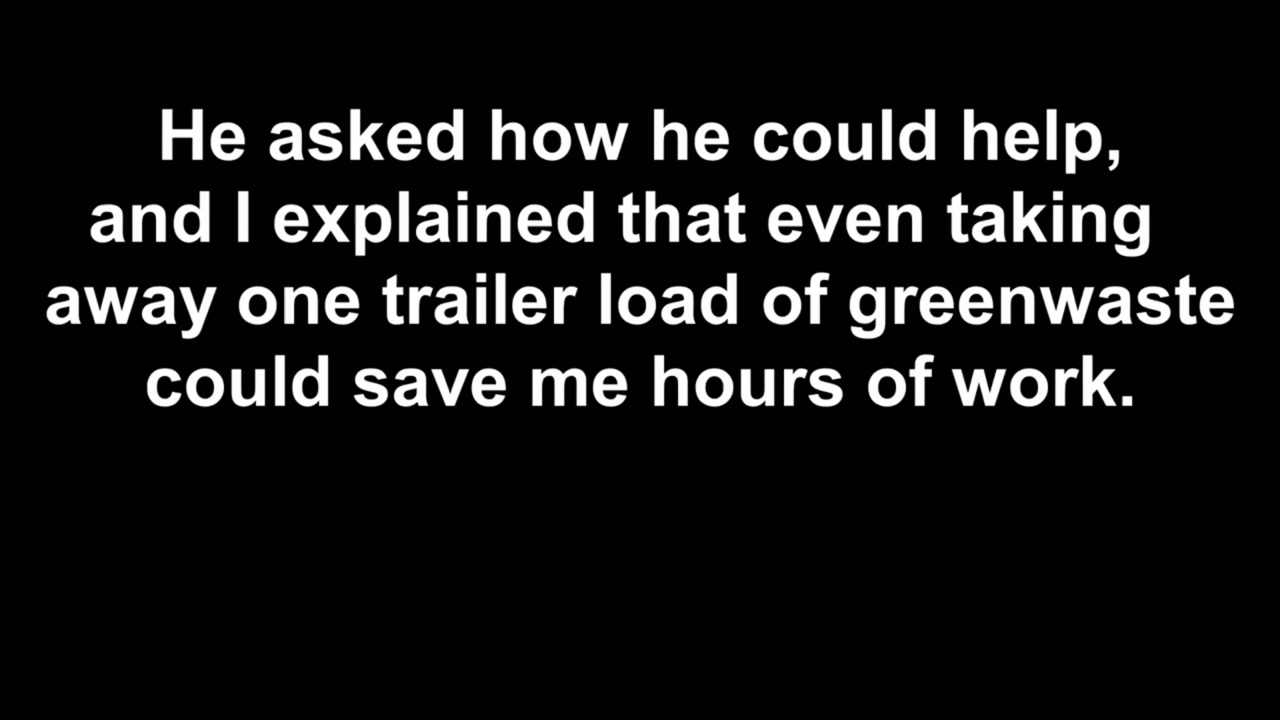 He asked how he could help,
and I explained that even taking
away one trailer load of greenwaste
could save me hours of work.